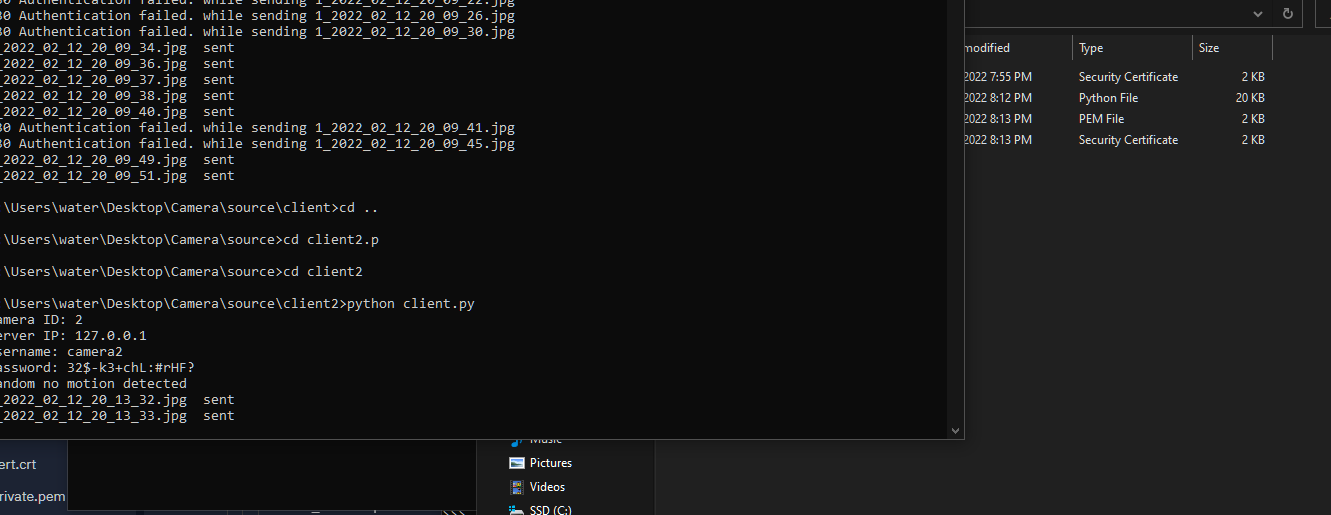 30 Authentication failed. while sending 1_2022_02_12_20_09_22.jpg
30 Authentication failed. while sending 1_2022_02_12_20_09_26.jpg
30 Authentication failed. while sending 1_2022_02_12_20_09_30.jpg
_2022_02_12_20_09_34.jpg  sent
_2022_02_12_20_09_36.jpg  sent
_2022_02_12_20_09_37.jpg  sent
_2022_02_12_20_09_38.jpg  sent
_2022_02_12_20_09_40.jpg  sent
30 Authentication failed. while sending 1_2022_02_12_20_09_41.jpg
30 Authentication failed. while sending 1_2022_02_12_20_09_45.jpg
_2022_02_12_20_09_49.jpg  sent
_2022_02_12_20_09_51.jpg  sent
:\Users\water\Desktop\Camera\source\client>cd ..
:\Users\water\Desktop\Camera\source>cd client2.p
:\Users\water\Desktop\Camera\source>cd client2
:\Users\water\Desktop\Camera\source\client2>python client.py
amera ID: 2
erver IP: 127.0.0.1
sername: camera2
assword: 32$-k3+chL:#rHF?
andom no motion detected
_2022_02_12_20_13_32.jpg  sent
_2022_02_12_20_13_33.jpg  sent
modified Type Size
2022 7:55 PM Security Certificate 2 KB
2022 8:12 PM Python File 20 KB
2022 8:13 PM PEM File 2 KB
2022 8:13 PM Security Certificate 2 KB
ert.crt
rivate.pem
Music
Pictures
Videos
SSD (C:)